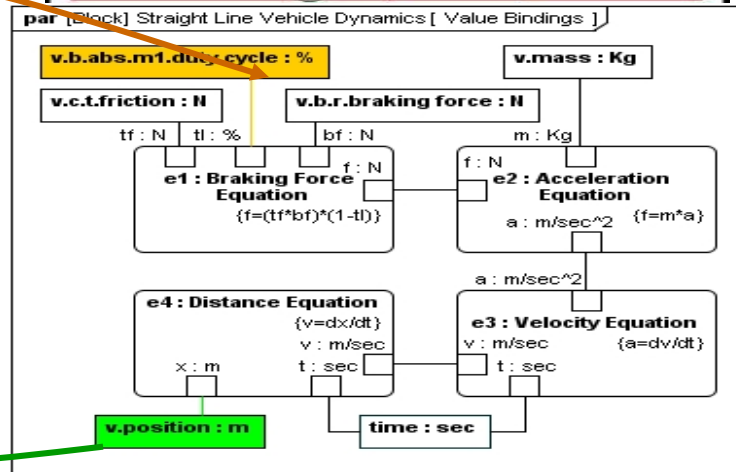 par [Block] Straight Line Vehicle Dynamics [ Value Bindings ]
v.b.abs.m1.duty cycle : %
v.mass : Kg
v.c.t.friction : N
v.b.r.braking force : N
tf : N
tl : %
bf : N
m : Kg
f : N
e1 : Braking Force
Equation
{f=(tf*bf)*(1-tl)}
f : N
e2 : Acceleration
Equation
{f=m*a}
a : m/sec^2
a : m/sec^2
e4 : Distance Equation
{v=dx/dt}
v : m/sec
x : m
t : sec
e3 : Velocity Equation
v : m/sec
{a=dv/dt}
t : sec
v.position : m
time : sec